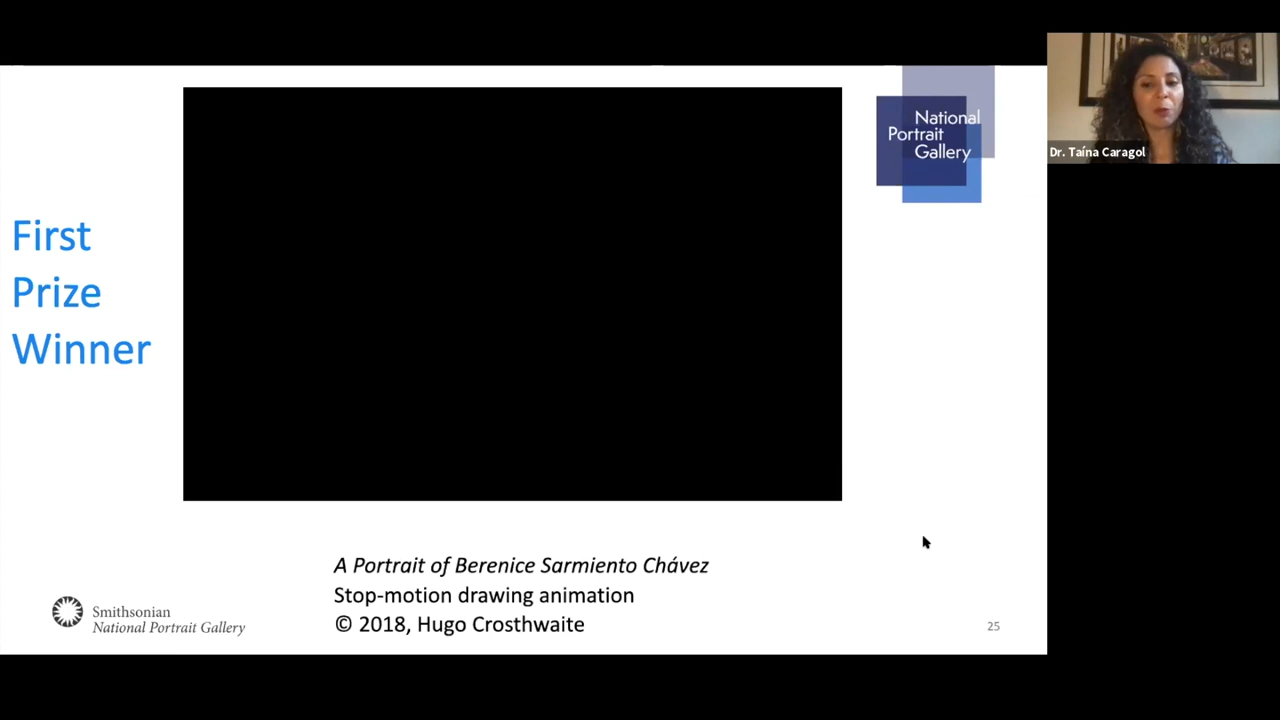 First
Prize
Winner
National
Portrait
Gallery
Dr. Taína Caragol
A Portrait of Berenice Sarmiento Chávez
Stop-motion drawing animation
© 2018, Hugo Crosthwaite
Smithsonian
National Portrait Gallery
25